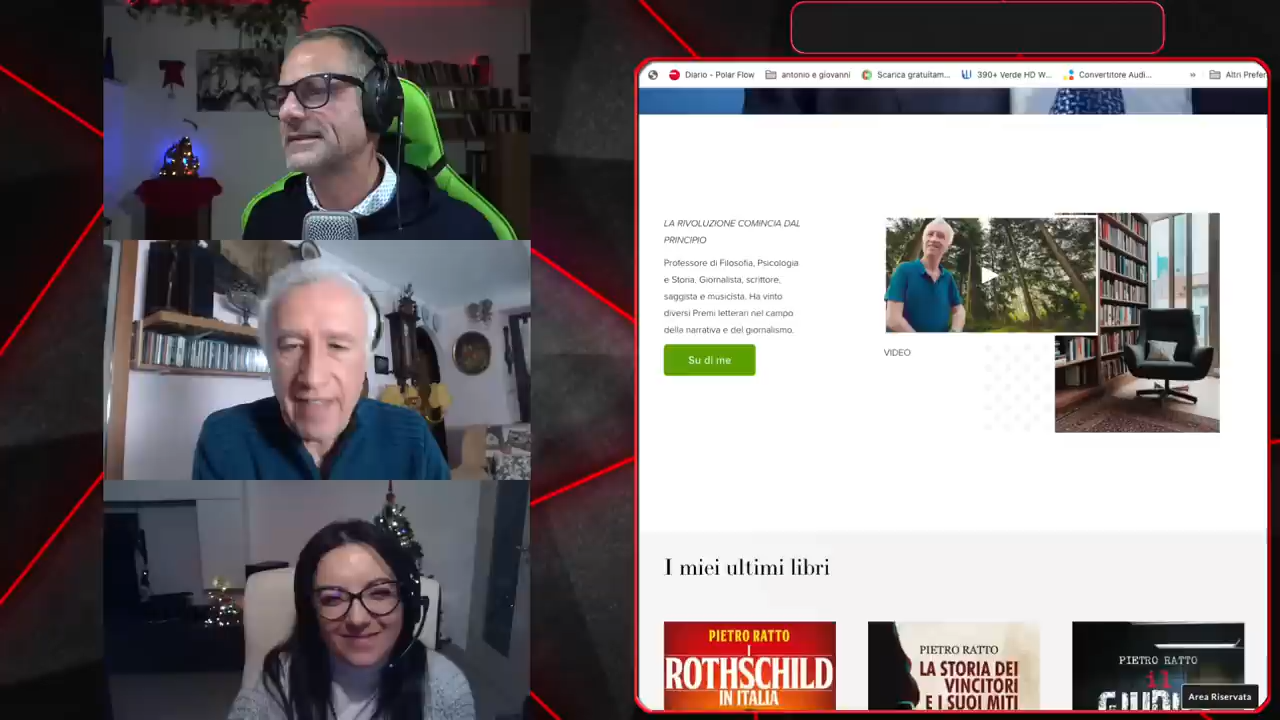 Diario - Polar Flow
antonio e giovanni
Scarica gratuitam...
390+ Verde HD W...
Convertitore Audi...
»
Altri Prefer
LA RIVOLUZIONE COMINCIA DAL
PRINCIPIO
Professore di Filosofia, Psicologia
e Storia. Giornalista, scrittore,
saggista e musicista. Ha vinto
diversi Premi letterari nel campo
della narrativa e del giornalismo.
Su di me
VIDEO
I miei ultimi libri
PIETRO RATTO
I
ROTHSCHILD
IN ITALIA
PIETRO RATTO
LA STORIA DEI
VINCITORI
E I SUOI MITI
PIETRO RATTO
il
Area Riservata